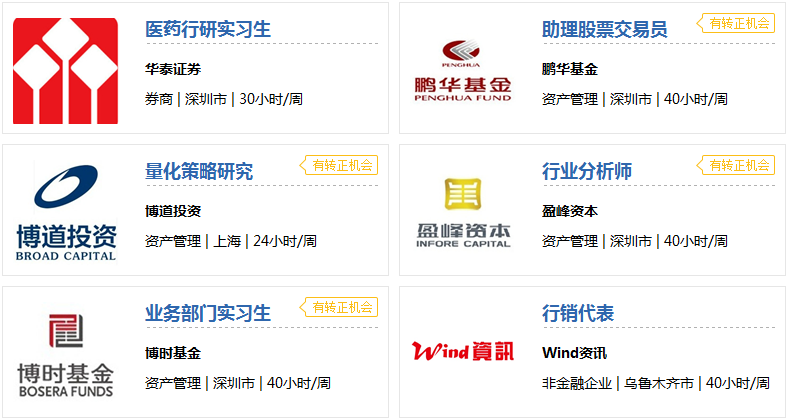 医药行研实习生
华泰证券
券商 | 深圳市 | 30小时/周
有转正机会
助理股票交易员
PENGHUA
鹏华基金
PENGHUA FUND
鹏华基金
资产管理 | 深圳市 | 40小时/周
有转正机会
量化策略研究
博道投资
BROAD CAPITAL
博道投资
资产管理 | 上海 | 24小时/周
有转正机会
行业分析师
盈峰资本
INFORE CAPITAL
盈峰资本
资产管理 | 深圳市 | 40小时/周
有转正机会
业务部门实习生
博时基金
BOSERA FUNDS
博时基金
资产管理 | 深圳市 | 40小时/周
行销代表
Wind資訊
Wind资讯
非金融企业 | 乌鲁木齐市 | 40小时/周